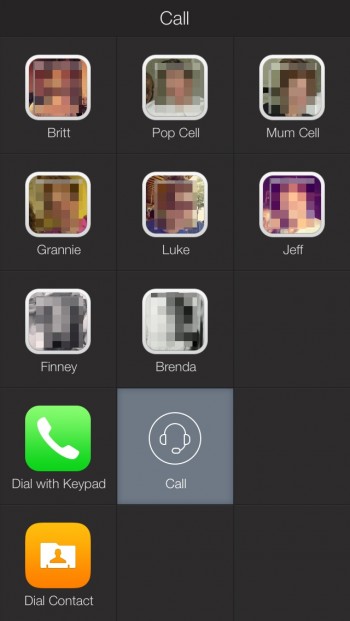 Call
Britt
Pop Cell
Mum Cell
Grannie
Luke
Jeff
Finney
Brenda
Dial with Keypad
Call
Dial Contact